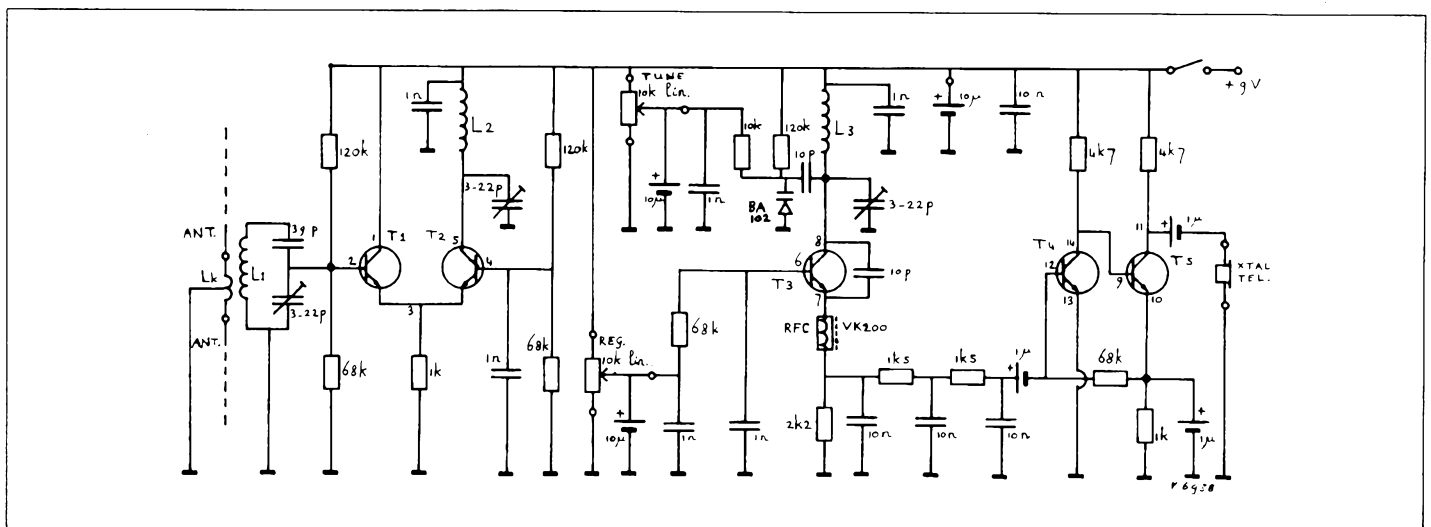 TUNE
10k lin.
+ 9V
1n
L2
120k
120k
3-22p
10k
120k
10p
L3
1n
+
10μ
10n
4k7
4k7
+
10μ
1n
BA
102
3-22p
ANT.
Lk
L1
39p
3-22p
ANT.
1
2
T1
T2
5
4
3
68k
1k
1n
68k
REG.
10k lin.
+
10μ
68k
1n
1n
6
8
T3
7
10p
RFC
VK200
2k2
1k5
1k5
10n
10n
10n
1μ
+
T4
14
12
13
11
9
T5
10
+
1μ
XTAL
TEL.
68k
1k
+
1μ